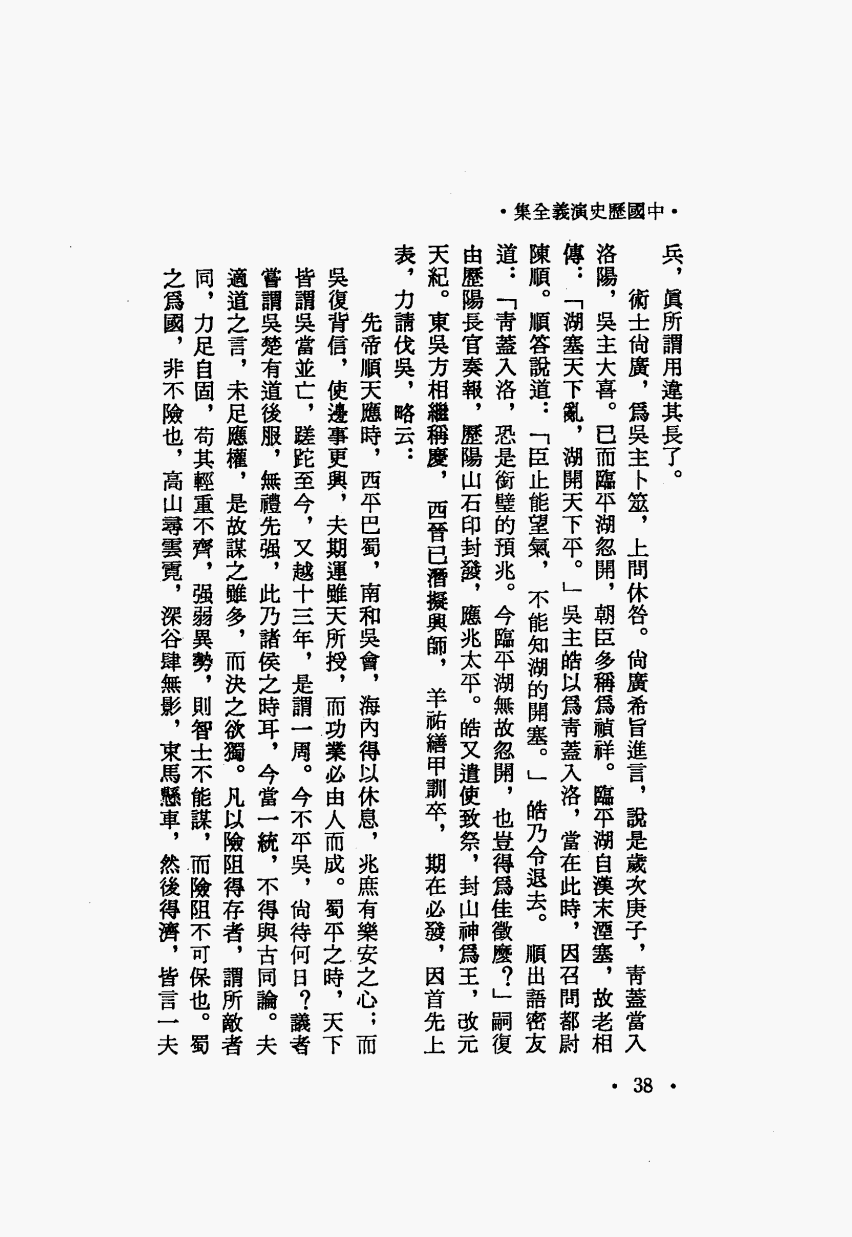 •中國歷史演義全集•
兵，眞所謂用違其長了。
術士尙廣，爲吳主卜筮，上問休咎。尙廣希旨進言，說是歲次庚子，靑蓋當入
洛陽，吳主大喜。已而臨平湖忽開，朝臣多稱爲禎祥。臨平湖自漢末湮塞，故老相
傳：「湖塞天下亂，湖開天下平。」吳主皓以爲靑蓋入洛，當在此時，因召問都尉
陳順。順答說道：「臣止能望氣，不能知湖的開塞。」皓乃令退去。順出語密友
道：「靑蓋入洛，恐是銜璧的預兆。今臨平湖無故忽開，也豈得爲佳徵麼？」嗣復
由歷陽長官奏報，歷陽山石印封發，應兆太平。皓又遣使致祭，封山神爲王，改元
天紀。東吳方相繼稱慶，西晉已潛擬興師，羊祜繕甲訓卒，期在必發，因首先上
表，力請伐吳，略云：
先帝順天應時，西平巴蜀，南和吳會，海內得以休息，兆庶有樂安之心；而
吳復背信，使邊事更興，夫期運雖天所授，而功業必由人而成。蜀平之時，天下
皆謂吳當並亡，蹉跎至今，又越十三年，是謂一周。今不平吳，尙待何日？議者
嘗謂吳楚有道後服，無禮先强，此乃諸侯之時耳，今當一統，不得與古同論。夫
適道之言，未足應權，是故謀之雖多，而決之欲獨。凡以險阻得存者，謂所敵者
同，力足自固，苟其輕重不齊，强弱異勢，則智士不能謀，而險阻不可保也。蜀
之爲國，非不險也，高山尋雲霓，深谷肆無影，束馬懸車，然後得濟，皆言一夫
• 38 •